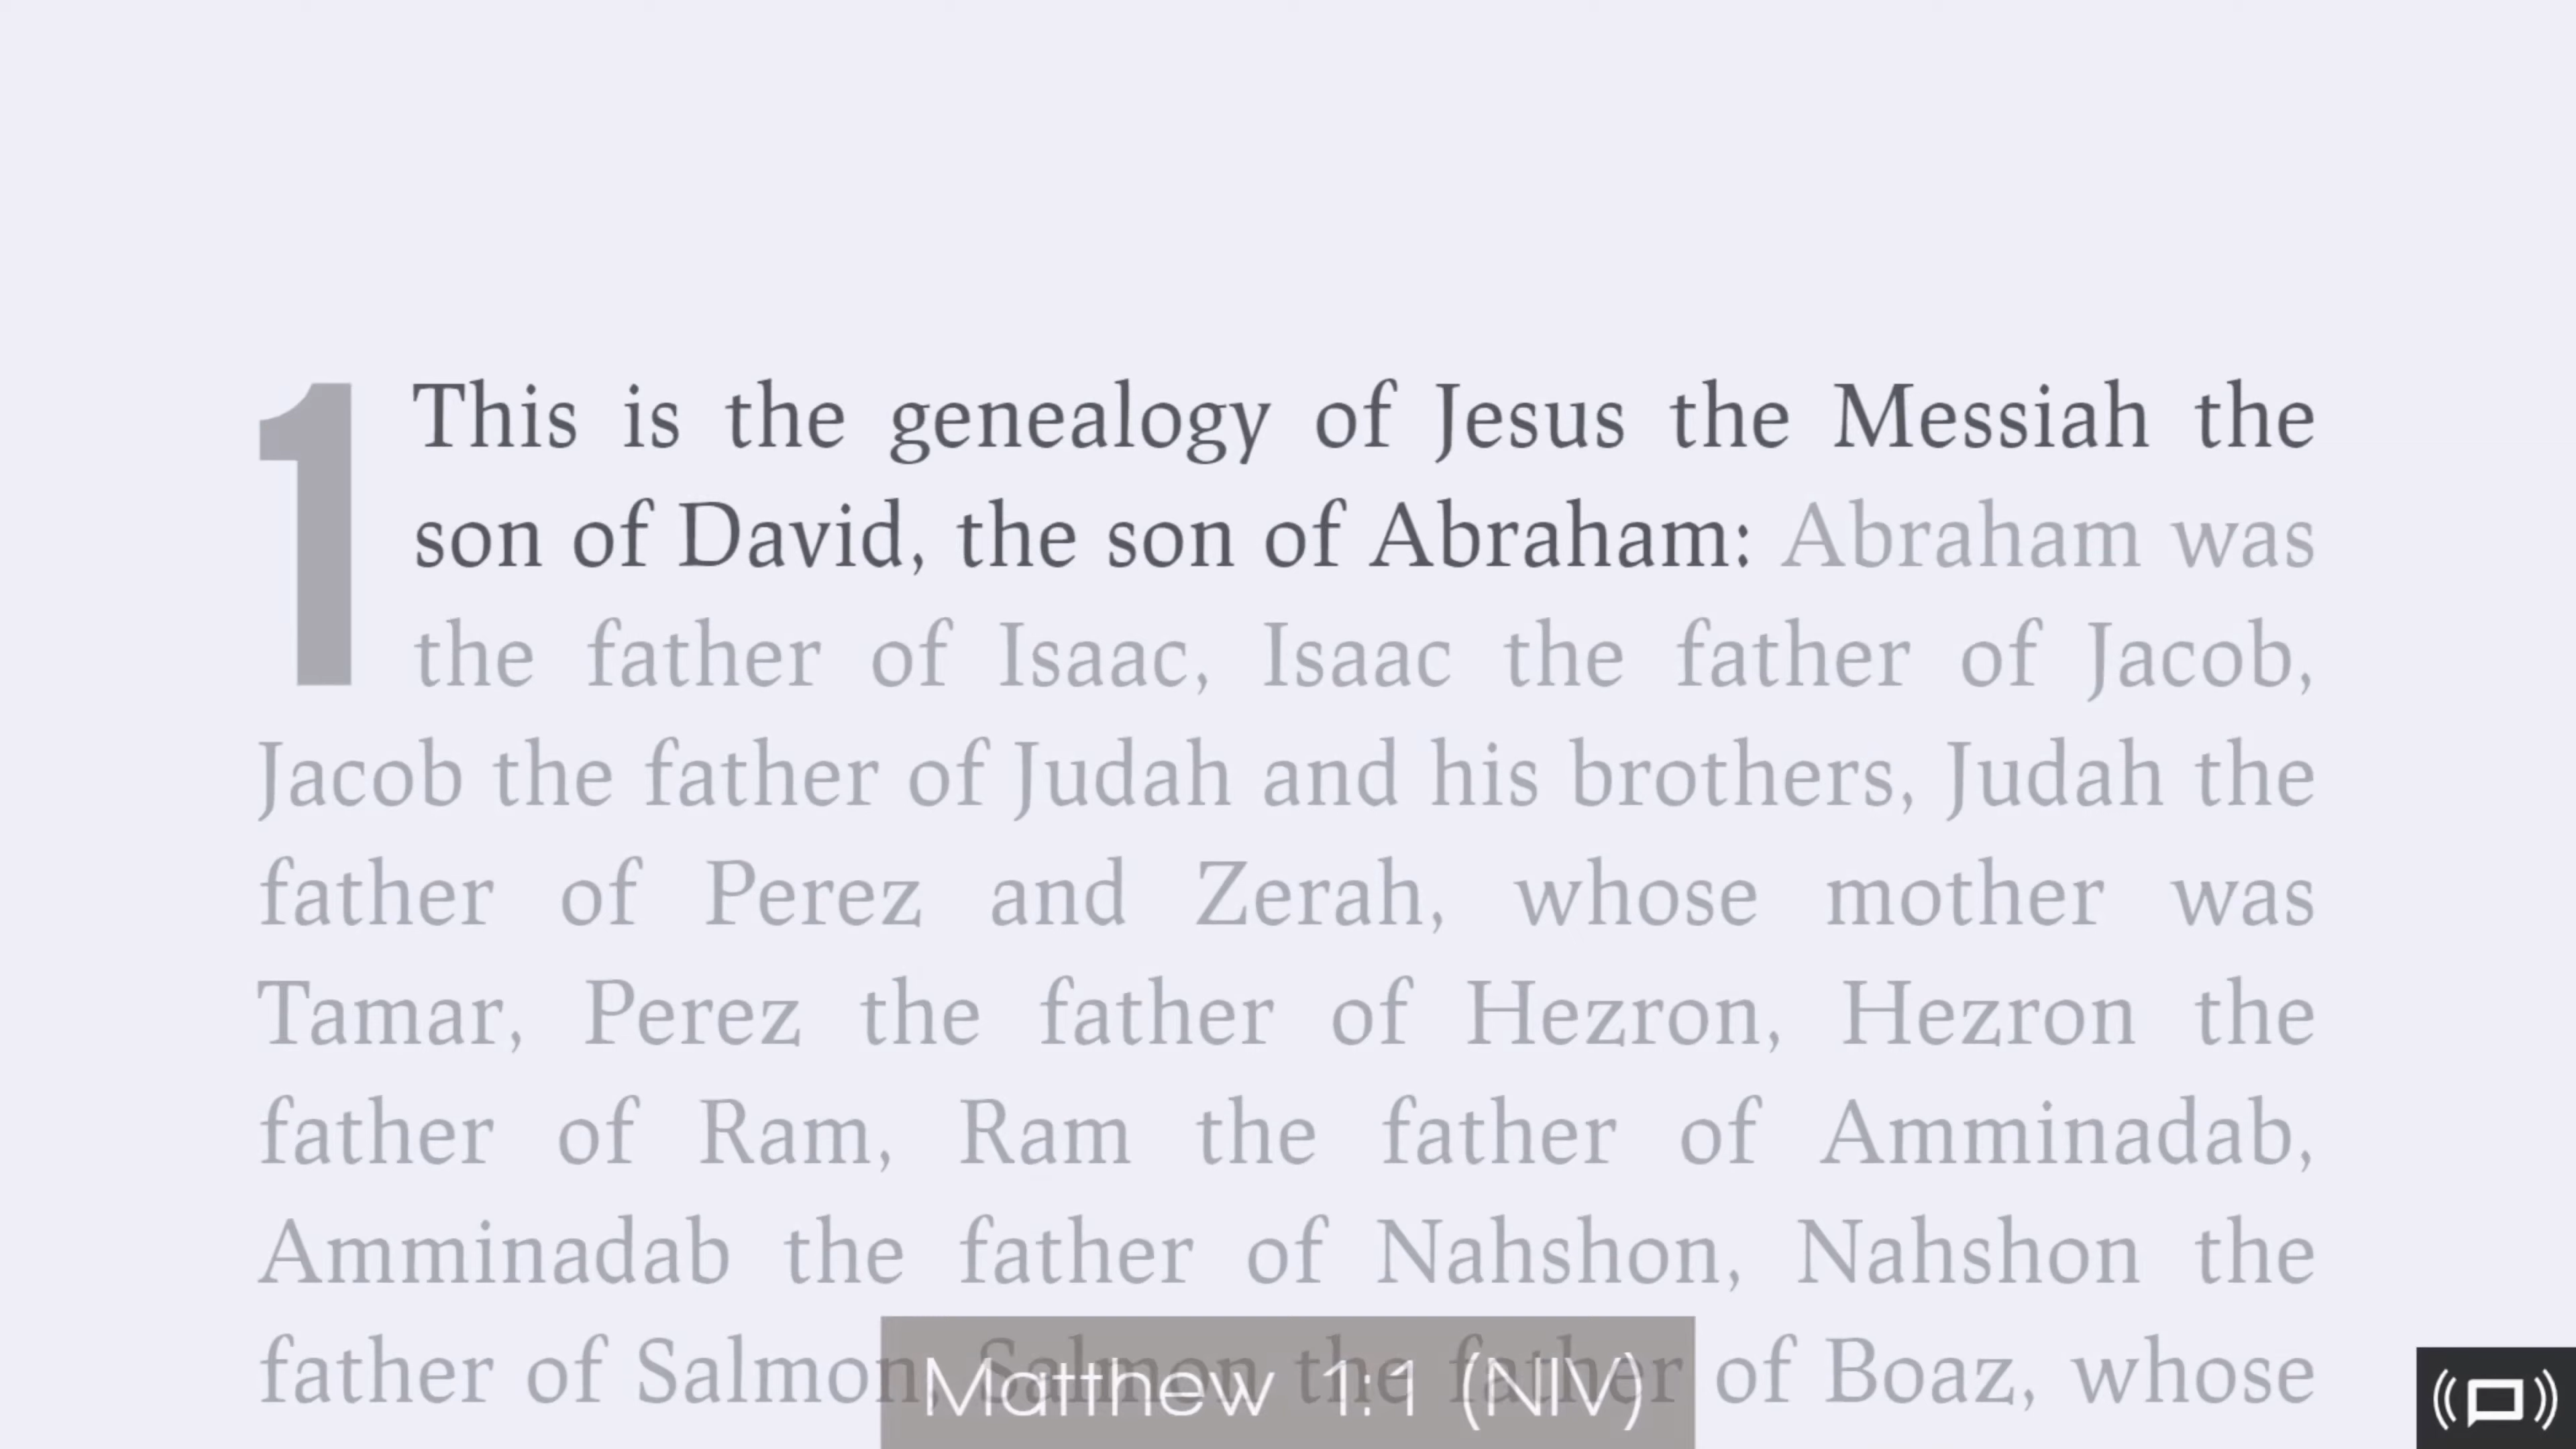 1
This is the genealogy of Jesus the Messiah the
son of David, the son of Abraham: Abraham was
the father of Isaac, Isaac the father of Jacob,
Jacob the father of Judah and his brothers, Judah the
father of Perez and Zerah, whose mother was
Tamar, Perez the father of Hezron, Hezron the
father of Ram, Ram the father of Amminadab,
Amminadab the father of Nahshon, Nahshon the
father of Salmon, Salmon the father of Boaz, whose
Matthew 1:1 (NIV)